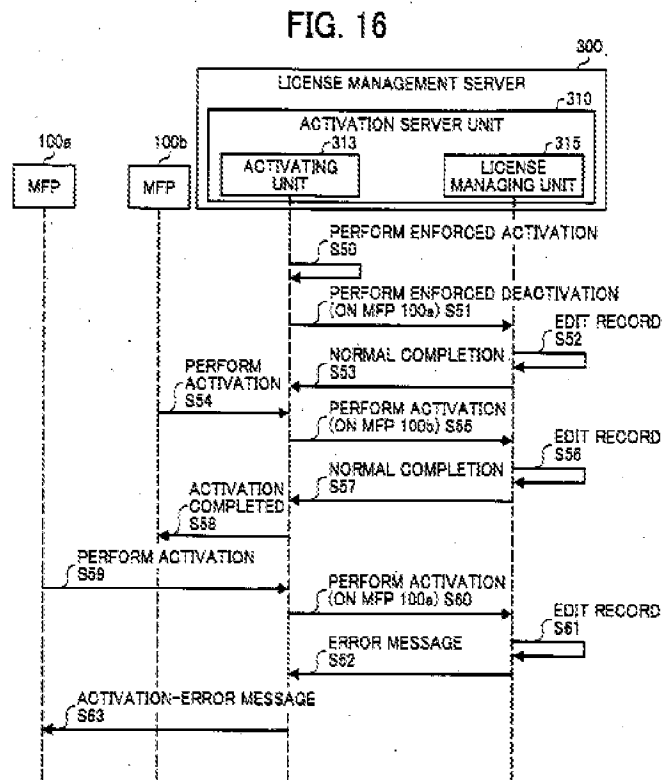 FIG. 16
300
LICENSE MANAGEMENT SERVER
310
ACTIVATION SERVER UNIT
100a
100b
313
315
MFP
MFP
ACTIVATING
UNIT
LICENSE
MANAGING UNIT
PERFORM ENFORCED ACTIVATION
S50
PERFORM ENFORCED DEACTIVATION
(ON MFP 100a) S51
EDIT RECORD
S52
NORMAL COMPLETION
S53
PERFORM
ACTIVATION
S54
PERFORM ACTIVATION
(ON MFP 100b) S55
EDIT RECORD
S56
NORMAL COMPLETION
S57
ACTIVATION
COMPLETED
S58
PERFORM ACTIVATION
S59
PERFORM ACTIVATION
(ON MFP 100a) S60
EDIT RECORD
S61
ERROR MESSAGE
S62
ACTIVATION-ERROR MESSAGE
S63